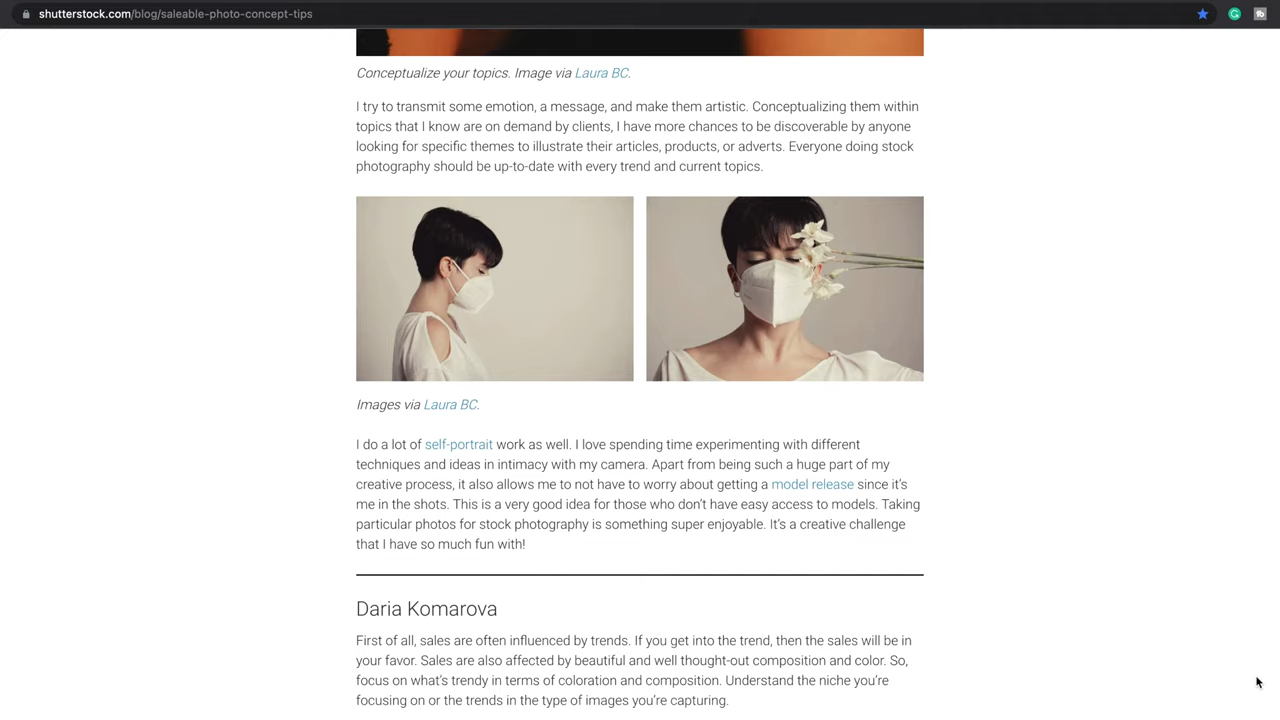 shutterstock.com/blog/saleable-photo-concept-tips
Conceptualize your topics. Image via Laura BC.
I try to transmit some emotion, a message, and make them artistic. Conceptualizing them within
topics that I know are on demand by clients, I have more chances to be discoverable by anyone
looking for specific themes to illustrate their articles, products, or adverts. Everyone doing stock
photography should be up-to-date with every trend and current topics.
Images via Laura BC.
I do a lot of self-portrait work as well. I love spending time experimenting with different
techniques and ideas in intimacy with my camera. Apart from being such a huge part of my
creative process, it also allows me to not have to worry about getting a model release since it's
me in the shots. This is a very good idea for those who don't have easy access to models. Taking
particular photos for stock photography is something super enjoyable. It's a creative challenge
that I have so much fun with!
Daria Komarova
First of all, sales are often influenced by trends. If you get into the trend, then the sales will be in
your favor. Sales are also affected by beautiful and well thought-out composition and color. So,
focus on what's trendy in terms of coloration and composition. Understand the niche you're
focusing on or the trends in the type of images you're capturing.